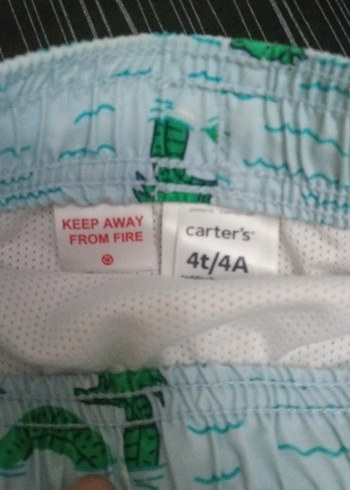 KEEP AWAY
FROM FIRE
carter's
4t/4A